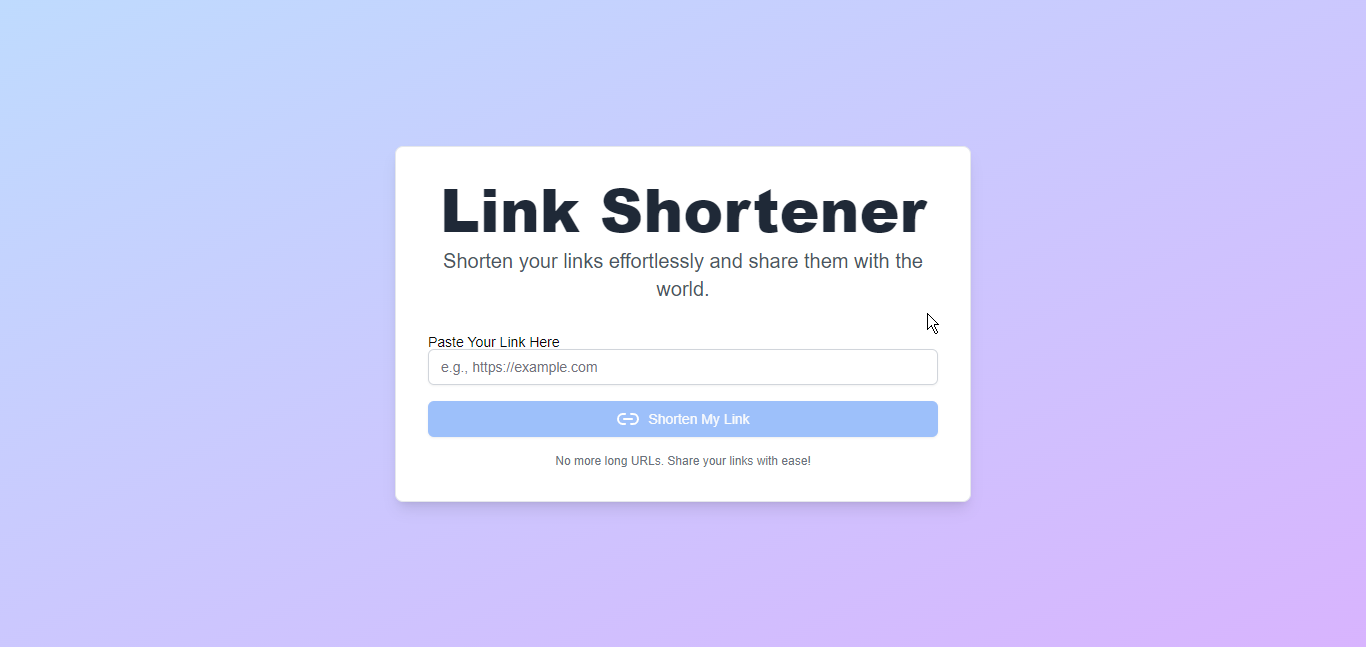 Link Shortener
Shorten your links effortlessly and share them with the
world.
Paste Your Link Here
e.g., https://example.com
Shorten My Link
No more long URLs. Share your links with ease!